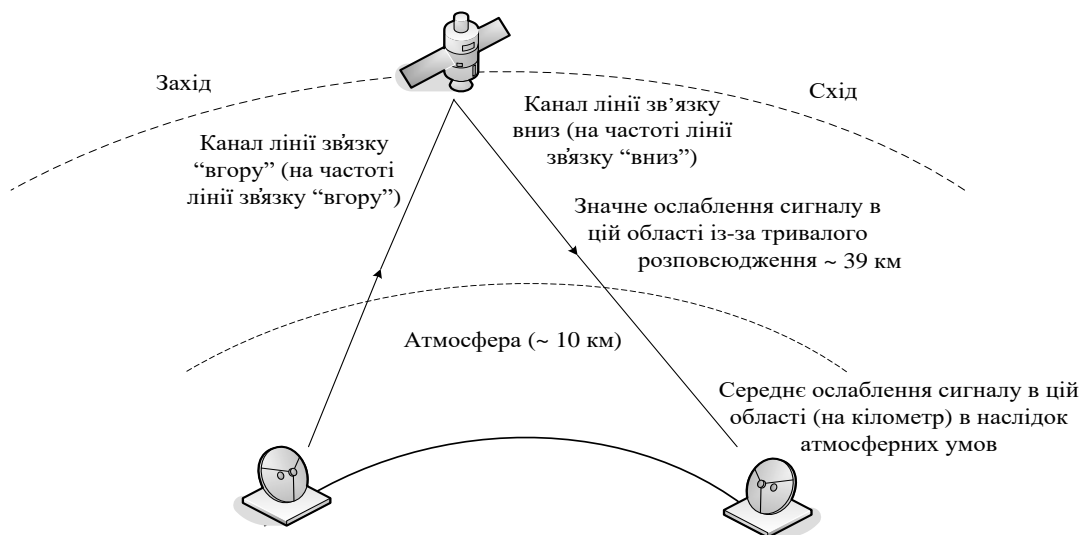 Захід
Схід
Канал лінії зв'язку
“вгору” (на частоті
лінії зв'язку “вгору”)
Канал лінії зв’язку
вниз (на частоті лінії
зв'язку “вниз”)
Значне ослаблення сигналу в
цій області із-за тривалого
розповсюдження ~ 39 км
Атмосфера (~ 10 км)
Середнє ослаблення сигналу в цій
області (на кілометр) в наслідок
атмосферних умов